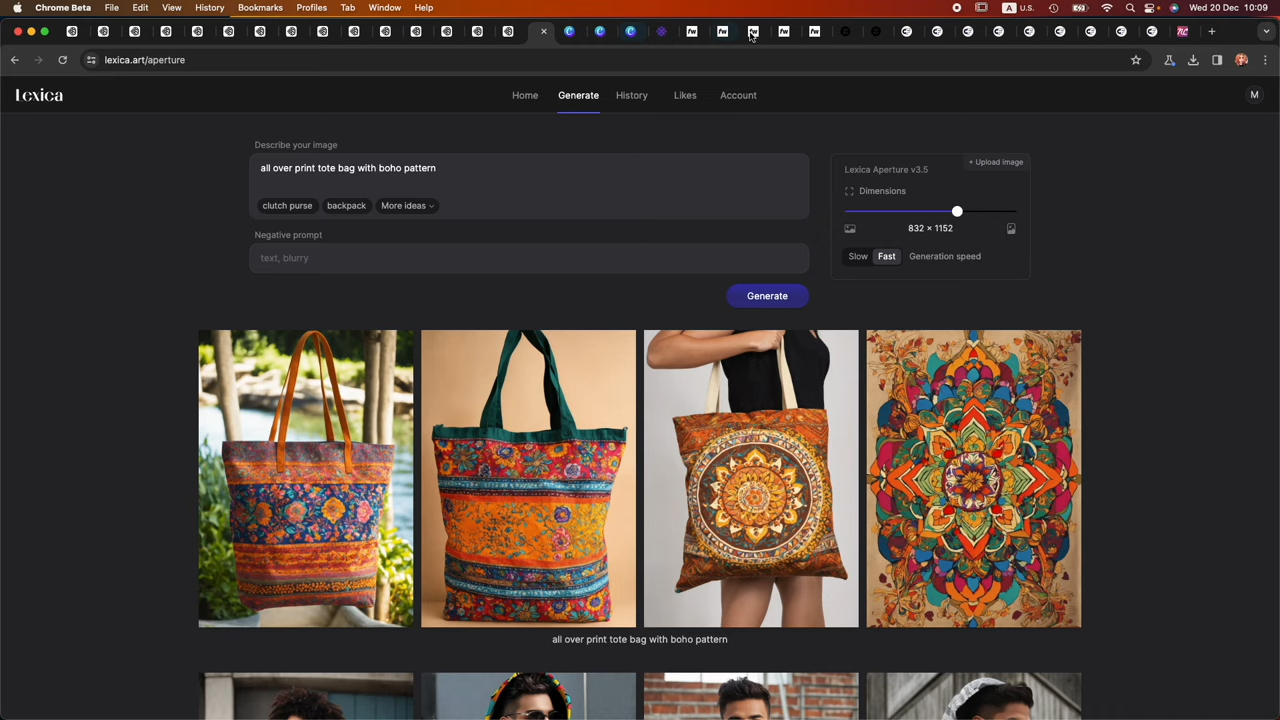 Chrome Beta File Edit View History Bookmarks Profiles Tab Window Help A U.S. Wed 20 Dec 10:09
lexica.art/aperture
Lexica Home Generate History Likes Account M
Describe your image
all over print tote bag with boho pattern
clutch purse backpack More ideas
Negative prompt
text, blurry
Generate
+ Upload image
Lexica Aperture v3.5
Dimensions
832 × 1152
Slow Fast Generation speed
all over print tote bag with boho pattern